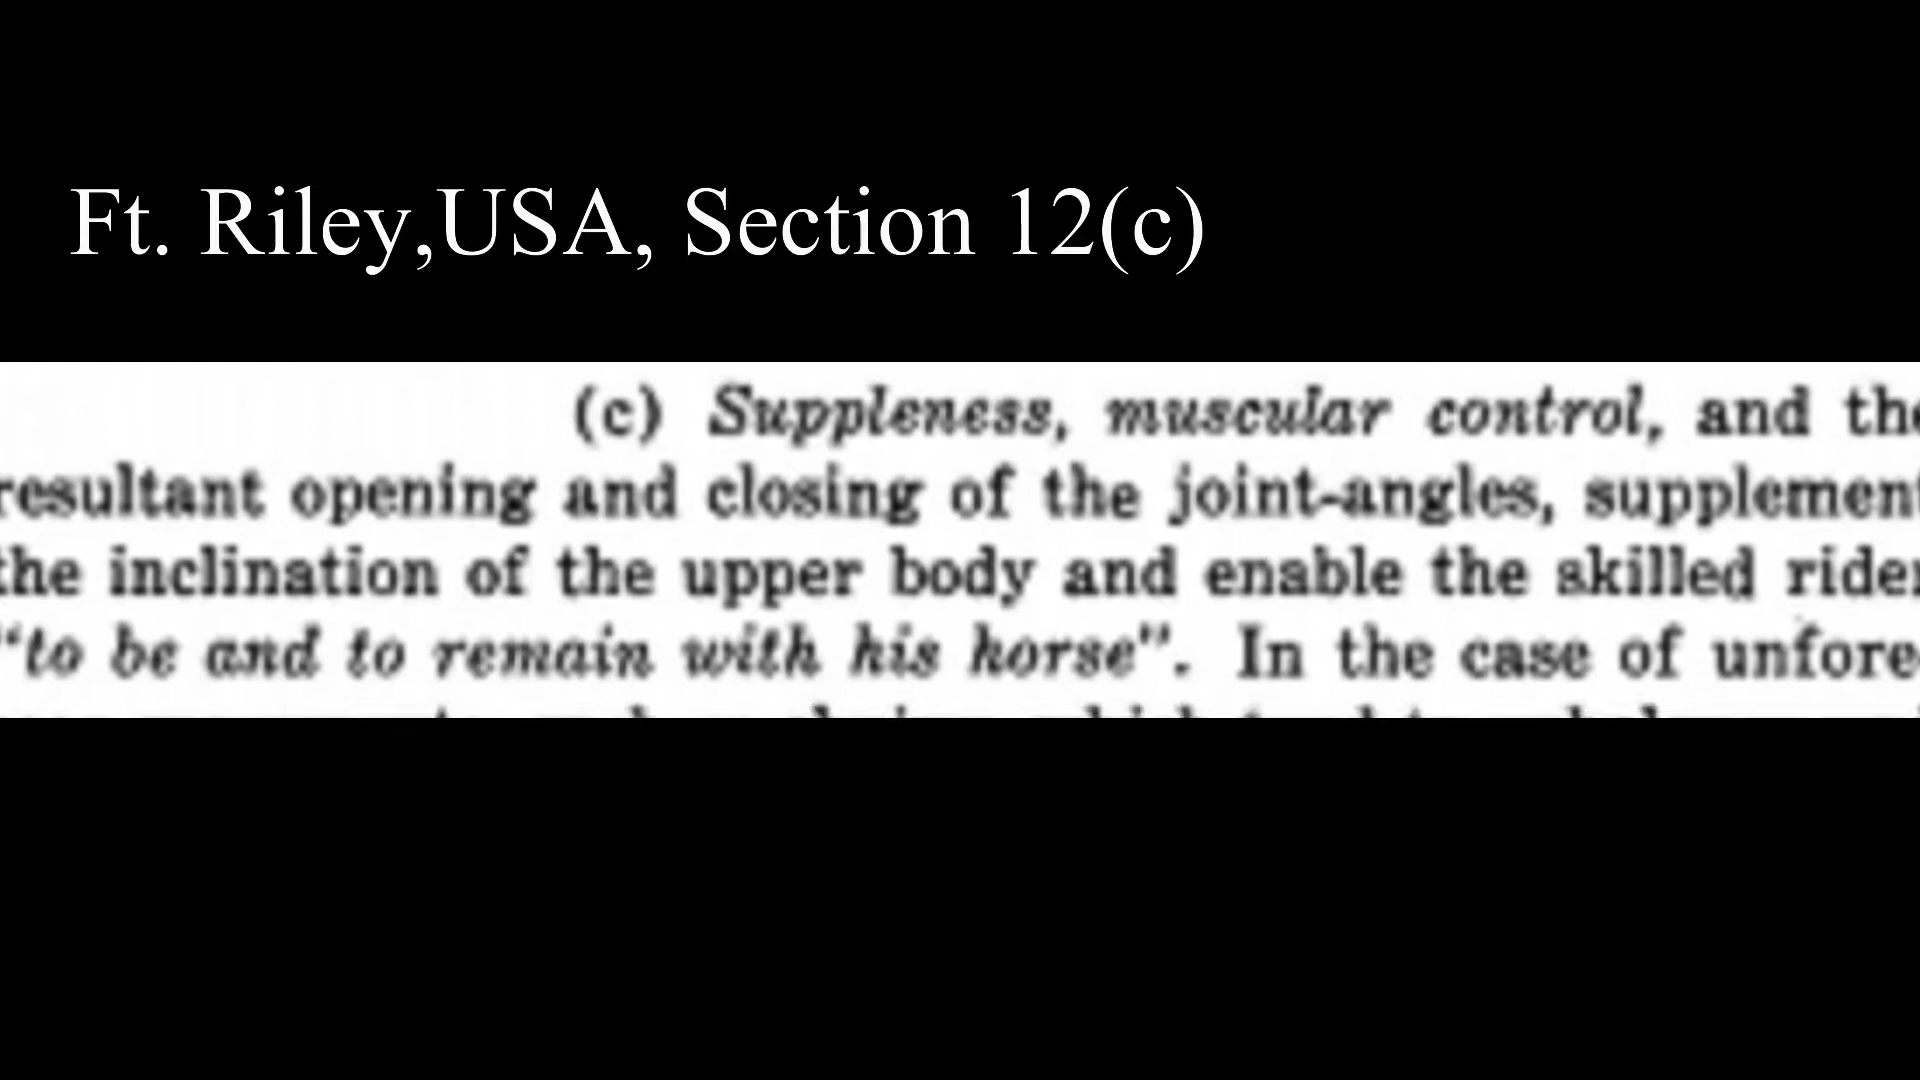 Ft. Riley,USA, Section 12(c)
(c) Suppleness, muscular control, and the
resultant opening and closing of the joint-angles, supplement
the inclination of the upper body and enable the skilled rider
"to be and to remain with his horse". In the case of unfore-